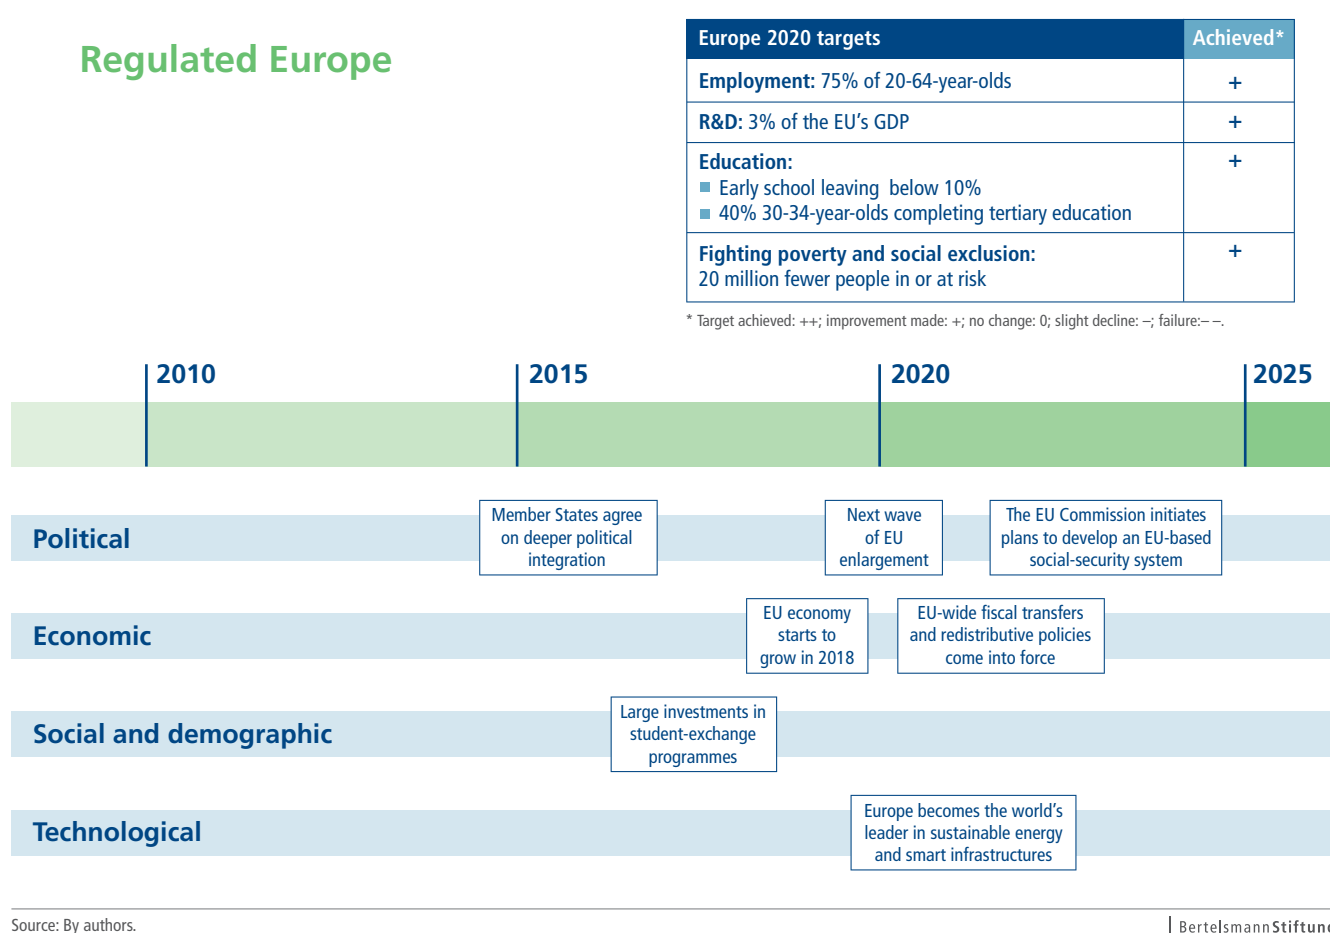 Regulated Europe
Europe 2020 targets Achieved*
Employment: 75% of 20-64-year-olds +
R&D: 3% of the EU's GDP +
Education: +
Early school leaving below 10%
40% 30-34-year-olds completing tertiary education
Fighting poverty and social exclusion: +
20 million fewer people in or at risk
* Target achieved: ++; improvement made: +; no change: 0; slight decline: –; failure:– –.
2010 2015 2020 2025
Political
Member States agree
on deeper political
integration
Next wave
of EU
enlargement
The EU Commission initiates
plans to develop an EU-based
social-security system
Economic
EU economy
starts to
grow in 2018
EU-wide fiscal transfers
and redistributive policies
come into force
Social and demographic
Large investments in
student-exchange
programmes
Technological
Europe becomes the world's
leader in sustainable energy
and smart infrastructures
Source: By authors.
BertelsmannStiftung